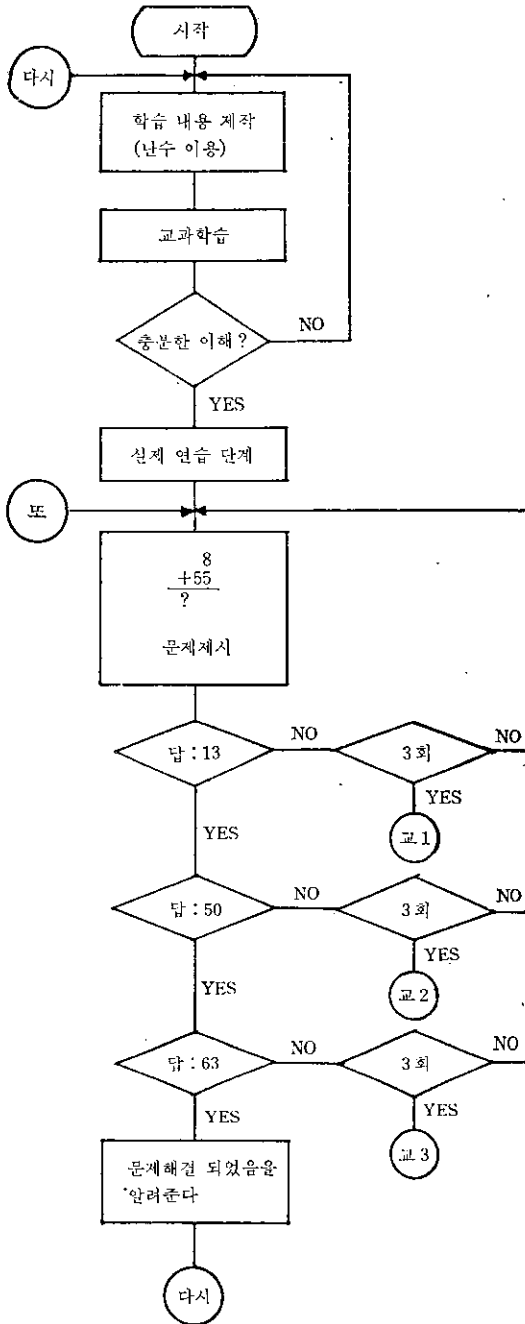 시작
다시
학습 내용 제작
(난수 이용)
교과학습
충분한 이해?
NO
YES
실제 연습 단계
또
8
+55
?
문제제시
답:13
NO
3회
NO
YES
YES
교1
답:50
NO
3회
NO
YES
YES
교2
답:63
NO
3회
NO
YES
YES
교3
문제해결 되었음을
알려준다
다시